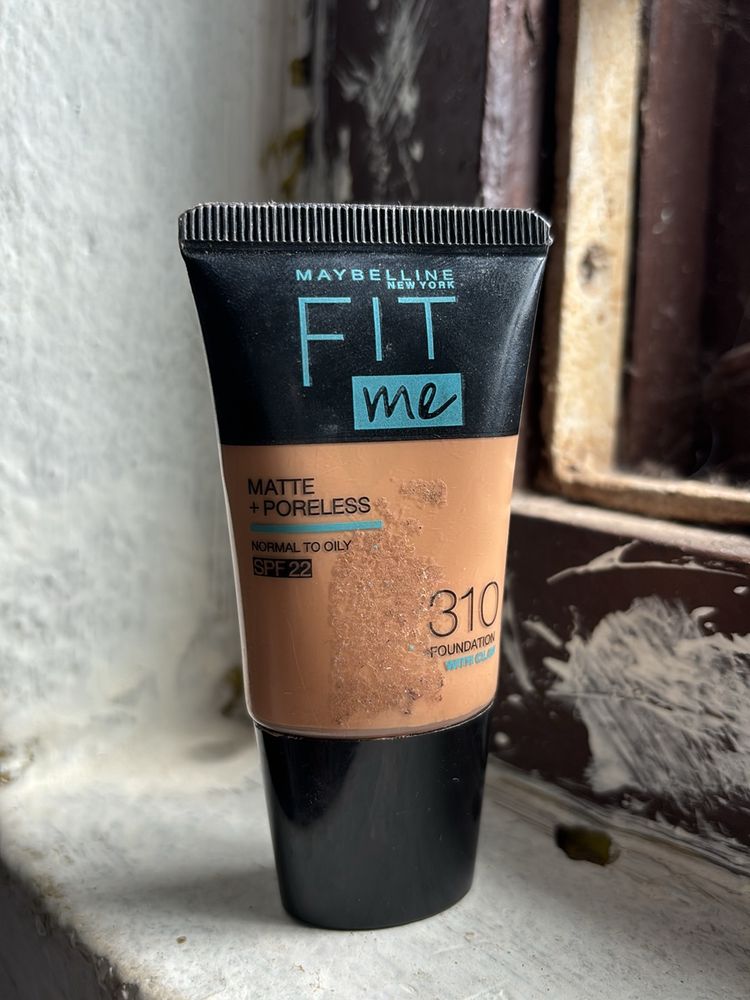 MAYBELLINE
NEW YORK
FIT
me
MATTE
+ PORELESS
NORMAL TO OILY
SPF 22
310
FOUNDATION
WITH CLAY